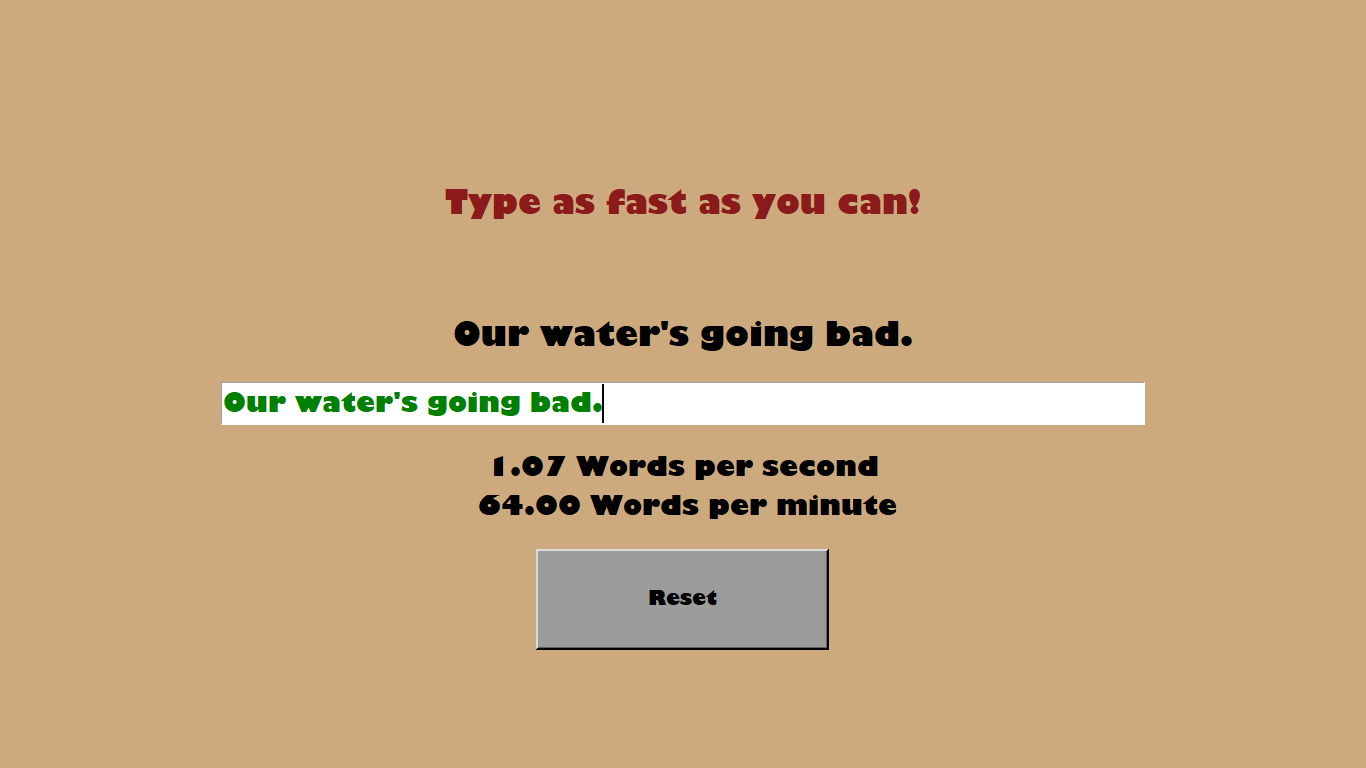 Type as fast as you can!
Our water's going bad.
Our water's going bad.
1.07 Words per second
64.00 Words per minute
Reset